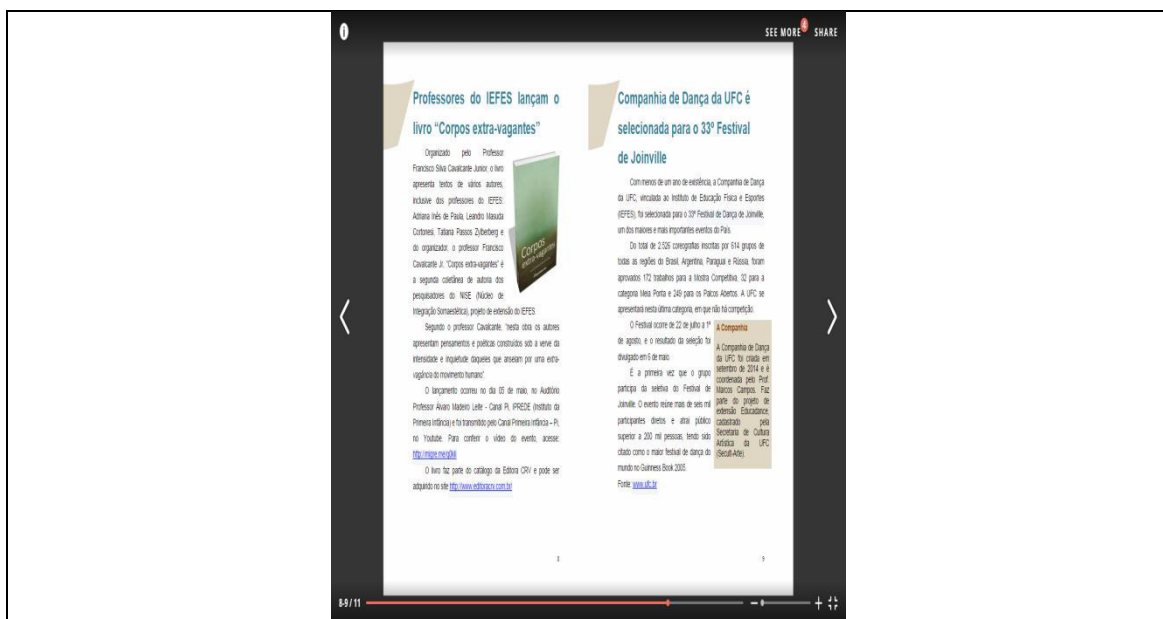 SEE MORE 4 SHARE
Professores do IEFES lançam o
livro “Corpos extra-vagantes”
Organizado pelo Professor
Francisco Silva Cavalcante Junior, o livro
apresenta textos de vários autores,
inclusive dos professores do IEFES:
Adriana Inês de Paula, Leandro Masuda
Cortonesi, Tatiana Passos Zylberberg e
do organizador, o professor Francisco
Cavalcante Jr. “Corpos extra-vagantes” é
a segunda coletânea de autoria dos
pesquisadores do NISE (Núcleo de
Integração Somaestética), projeto de extensão do IEFES.
Corpos
extra-vagantes
Segundo o professor Cavalcante, “nesta obra os autores
apresentam pensamentos e poéticas construídos sob a verve da
intensidade e inquietude daqueles que anseiam por uma extra-
vagância do movimento humano”.
O lançamento ocorreu no dia 05 de maio, no Auditório
Professor Álvaro Madeiro Leite - Canal PI, IPREDE (Instituto da
Primeira Infância) e foi transmitido pelo Canal Primeira Infância – PI,
no Youtube. Para conferir o vídeo do evento, acesse:
O livro faz parte do catálogo da Editora CRV e pode ser
adquirido no site http://www.editoracrv.com.br/
8
Companhia de Dança da UFC é
selecionada para o 33º Festival
de Joinville
Com menos de um ano de existência, a Companhia de Dança
da UFC, vinculada ao Instituto de Educação Física e Esportes
(IEFES), foi selecionada para o 33º Festival de Dança de Joinville,
um dos maiores e mais importantes eventos do País.
Do total de 2.526 coreografias inscritas por 614 grupos de
todas as regiões do Brasil, Argentina, Paraguai e Rússia, foram
aprovados 172 trabalhos para a Mostra Competitiva, 32 para a
categoria Meia Ponta e 249 para os Palcos Abertos. A UFC se
apresentará nesta última categoria, em que não há competição.
O Festival ocorre de 22 de julho a 1º
de agosto, e o resultado da seleção foi
divulgado em 6 de maio.
É a primeira vez que o grupo
participa da seletiva do Festival de
Joinville. O evento reúne mais de seis mil
participantes diretos e atrai público
superior a 200 mil pessoas, tendo sido
citado como o maior festival de dança do
mundo no Guinness Book 2005.
Fonte: www.ufc.br
A Companhia
A Companhia de Dança
da UFC foi criada em
setembro de 2014 e é
coordenada pelo Prof.
Marcos Campos. Faz
parte do projeto de
extensão Educadance,
cadastrado pela
Secretaria de Cultura
Artística da UFC
(Secult-Arte).
9
8-9 / 11